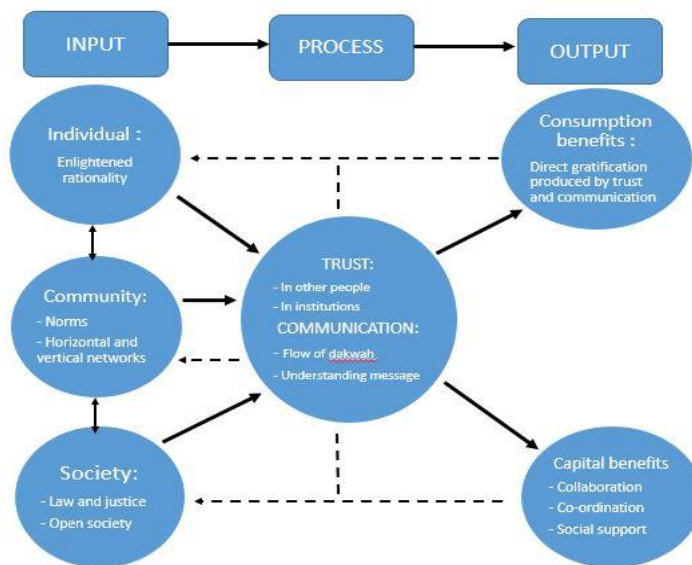 INPUT
PROCESS
OUTPUT
Individual :
Enlightened
rationality
Consumption
benefits :
Direct gratification
produced by trust
and communication
TRUST:
- In other people
- In institutions
COMMUNICATION:
- Flow of dakwah
- Understanding message
Community:
- Norms
- Horizontal and
vertical networks
Society:
- Law and justice
- Open society
Capital benefits
- Collaboration
- Co-ordination
- Social support